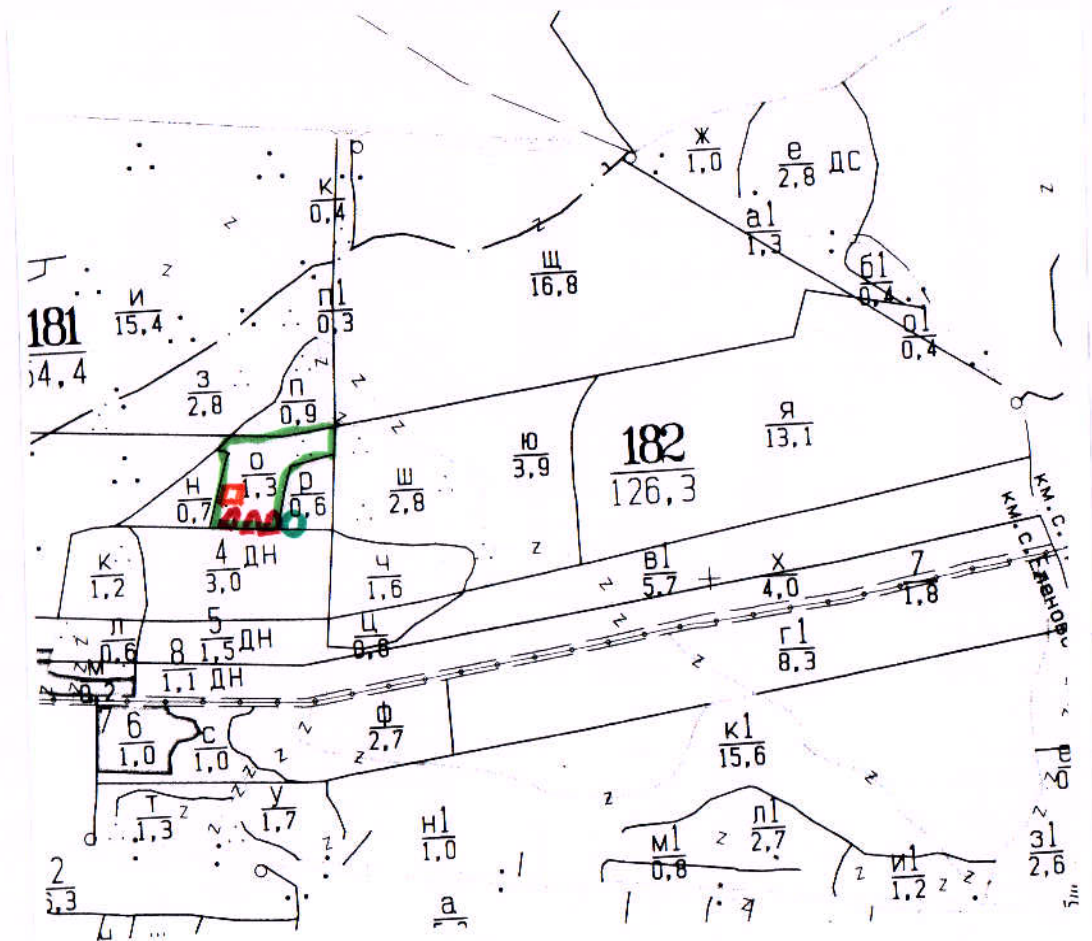 Ж
1,0
е
2,8 ДС
К
0,4
а1
1,3
Щ
16,8
б1
0,4
И
15,4
П1
0,3
О1
0,4
181
З
2,8
П
0,9
Я
13,1
Ю
3,9
182
126,3
О
1,3
Р
0,6
Ш
2,8
Н
0,7
4 ДН
3,0
К
1,2
Ч
1,6
В1
5,7
Х
4,0
7
1,8
КМ.С.
КМ.С.
Л
0,6
5 ДН
1,5
Ц
0,8
8 ДН
1,1
М
0,2
Г1
8,3
6
1,0
С
1,0
Ф
2,7
К1
15,6
Т
1,3
У
1,7
Н1
1,0
М1
0,8
Л1
2,7
И1
1,2
З1
2,6
2
а